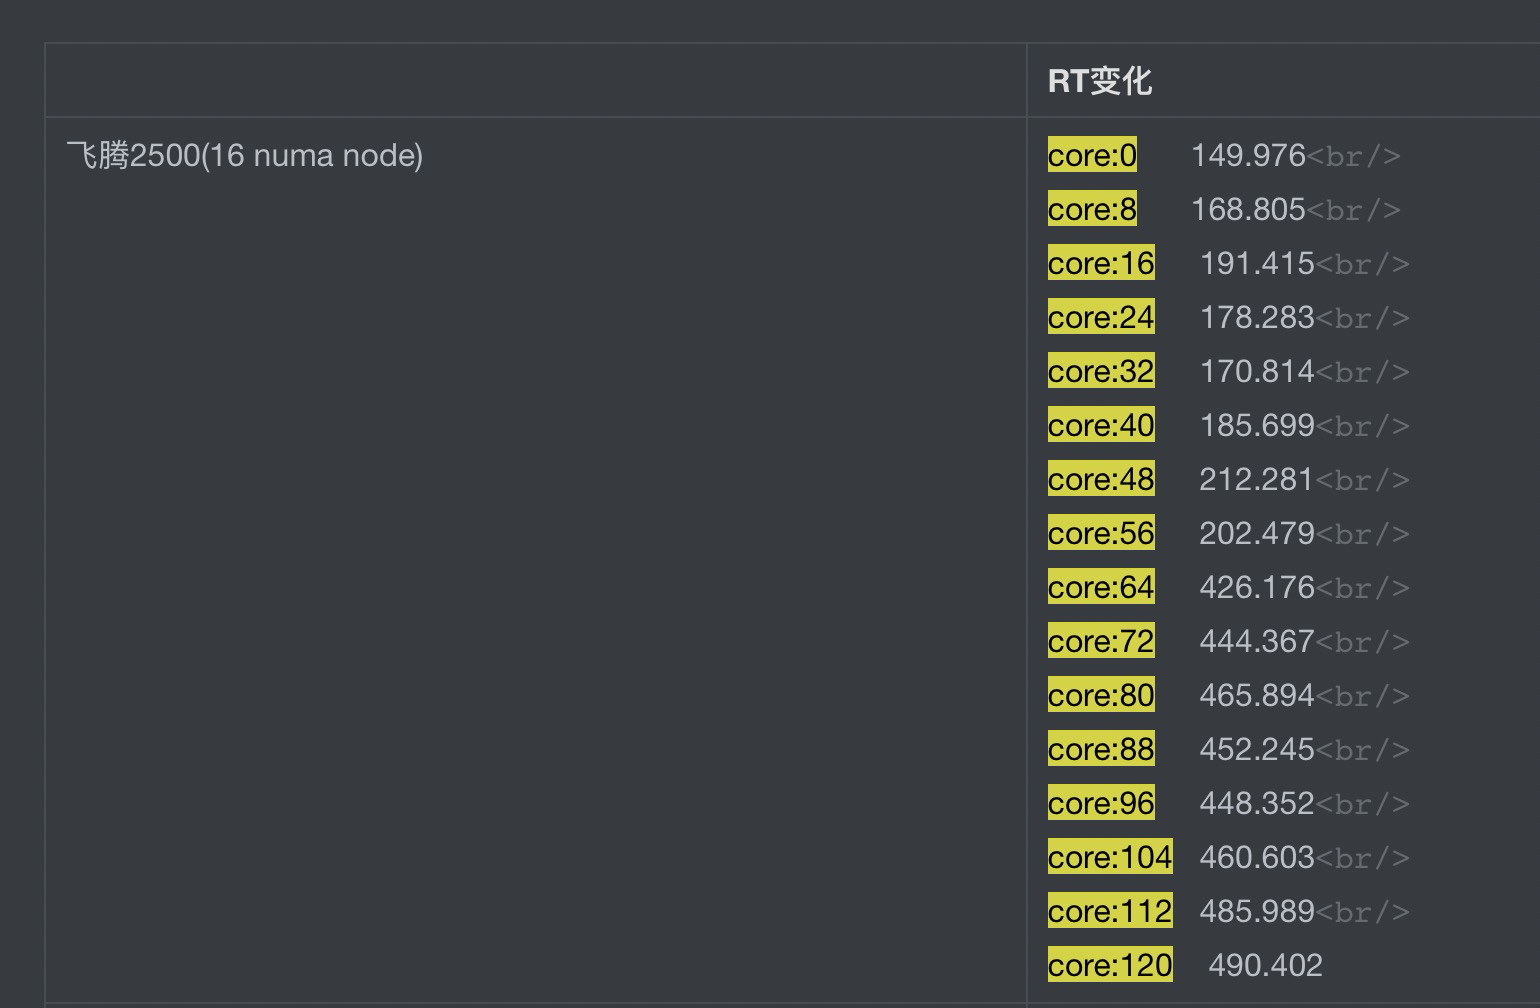 RT变化
飞腾2500(16 numa node)
core:0 149.976<br/>
core:8 168.805<br/>
core:16 191.415<br/>
core:24 178.283<br/>
core:32 170.814<br/>
core:40 185.699<br/>
core:48 212.281<br/>
core:56 202.479<br/>
core:64 426.176<br/>
core:72 444.367<br/>
core:80 465.894<br/>
core:88 452.245<br/>
core:96 448.352<br/>
core:104 460.603<br/>
core:112 485.989<br/>
core:120 490.402